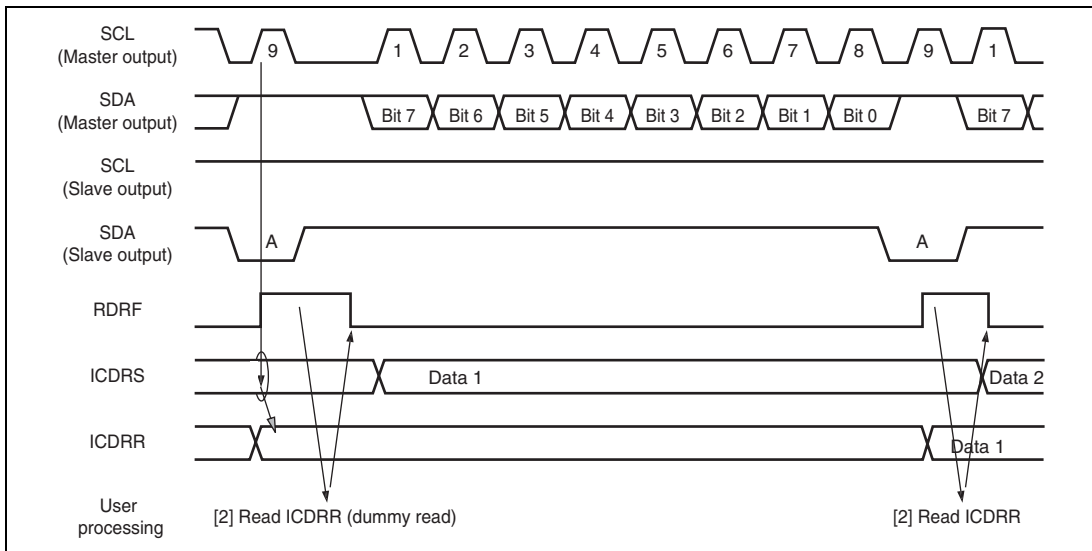 SCL
(Master output)
9 1 2 3 4 5 6 7 8 9 1
SDA
(Master output)
Bit 7 Bit 6 Bit 5 Bit 4 Bit 3 Bit 2 Bit 1 Bit 0 Bit 7
SCL
(Slave output)
SDA
(Slave output)
A A
RDRF
ICDRS
Data 1 Data 2
ICDRR
Data 1
User
processing
[2] Read ICDRR (dummy read) [2] Read ICDRR